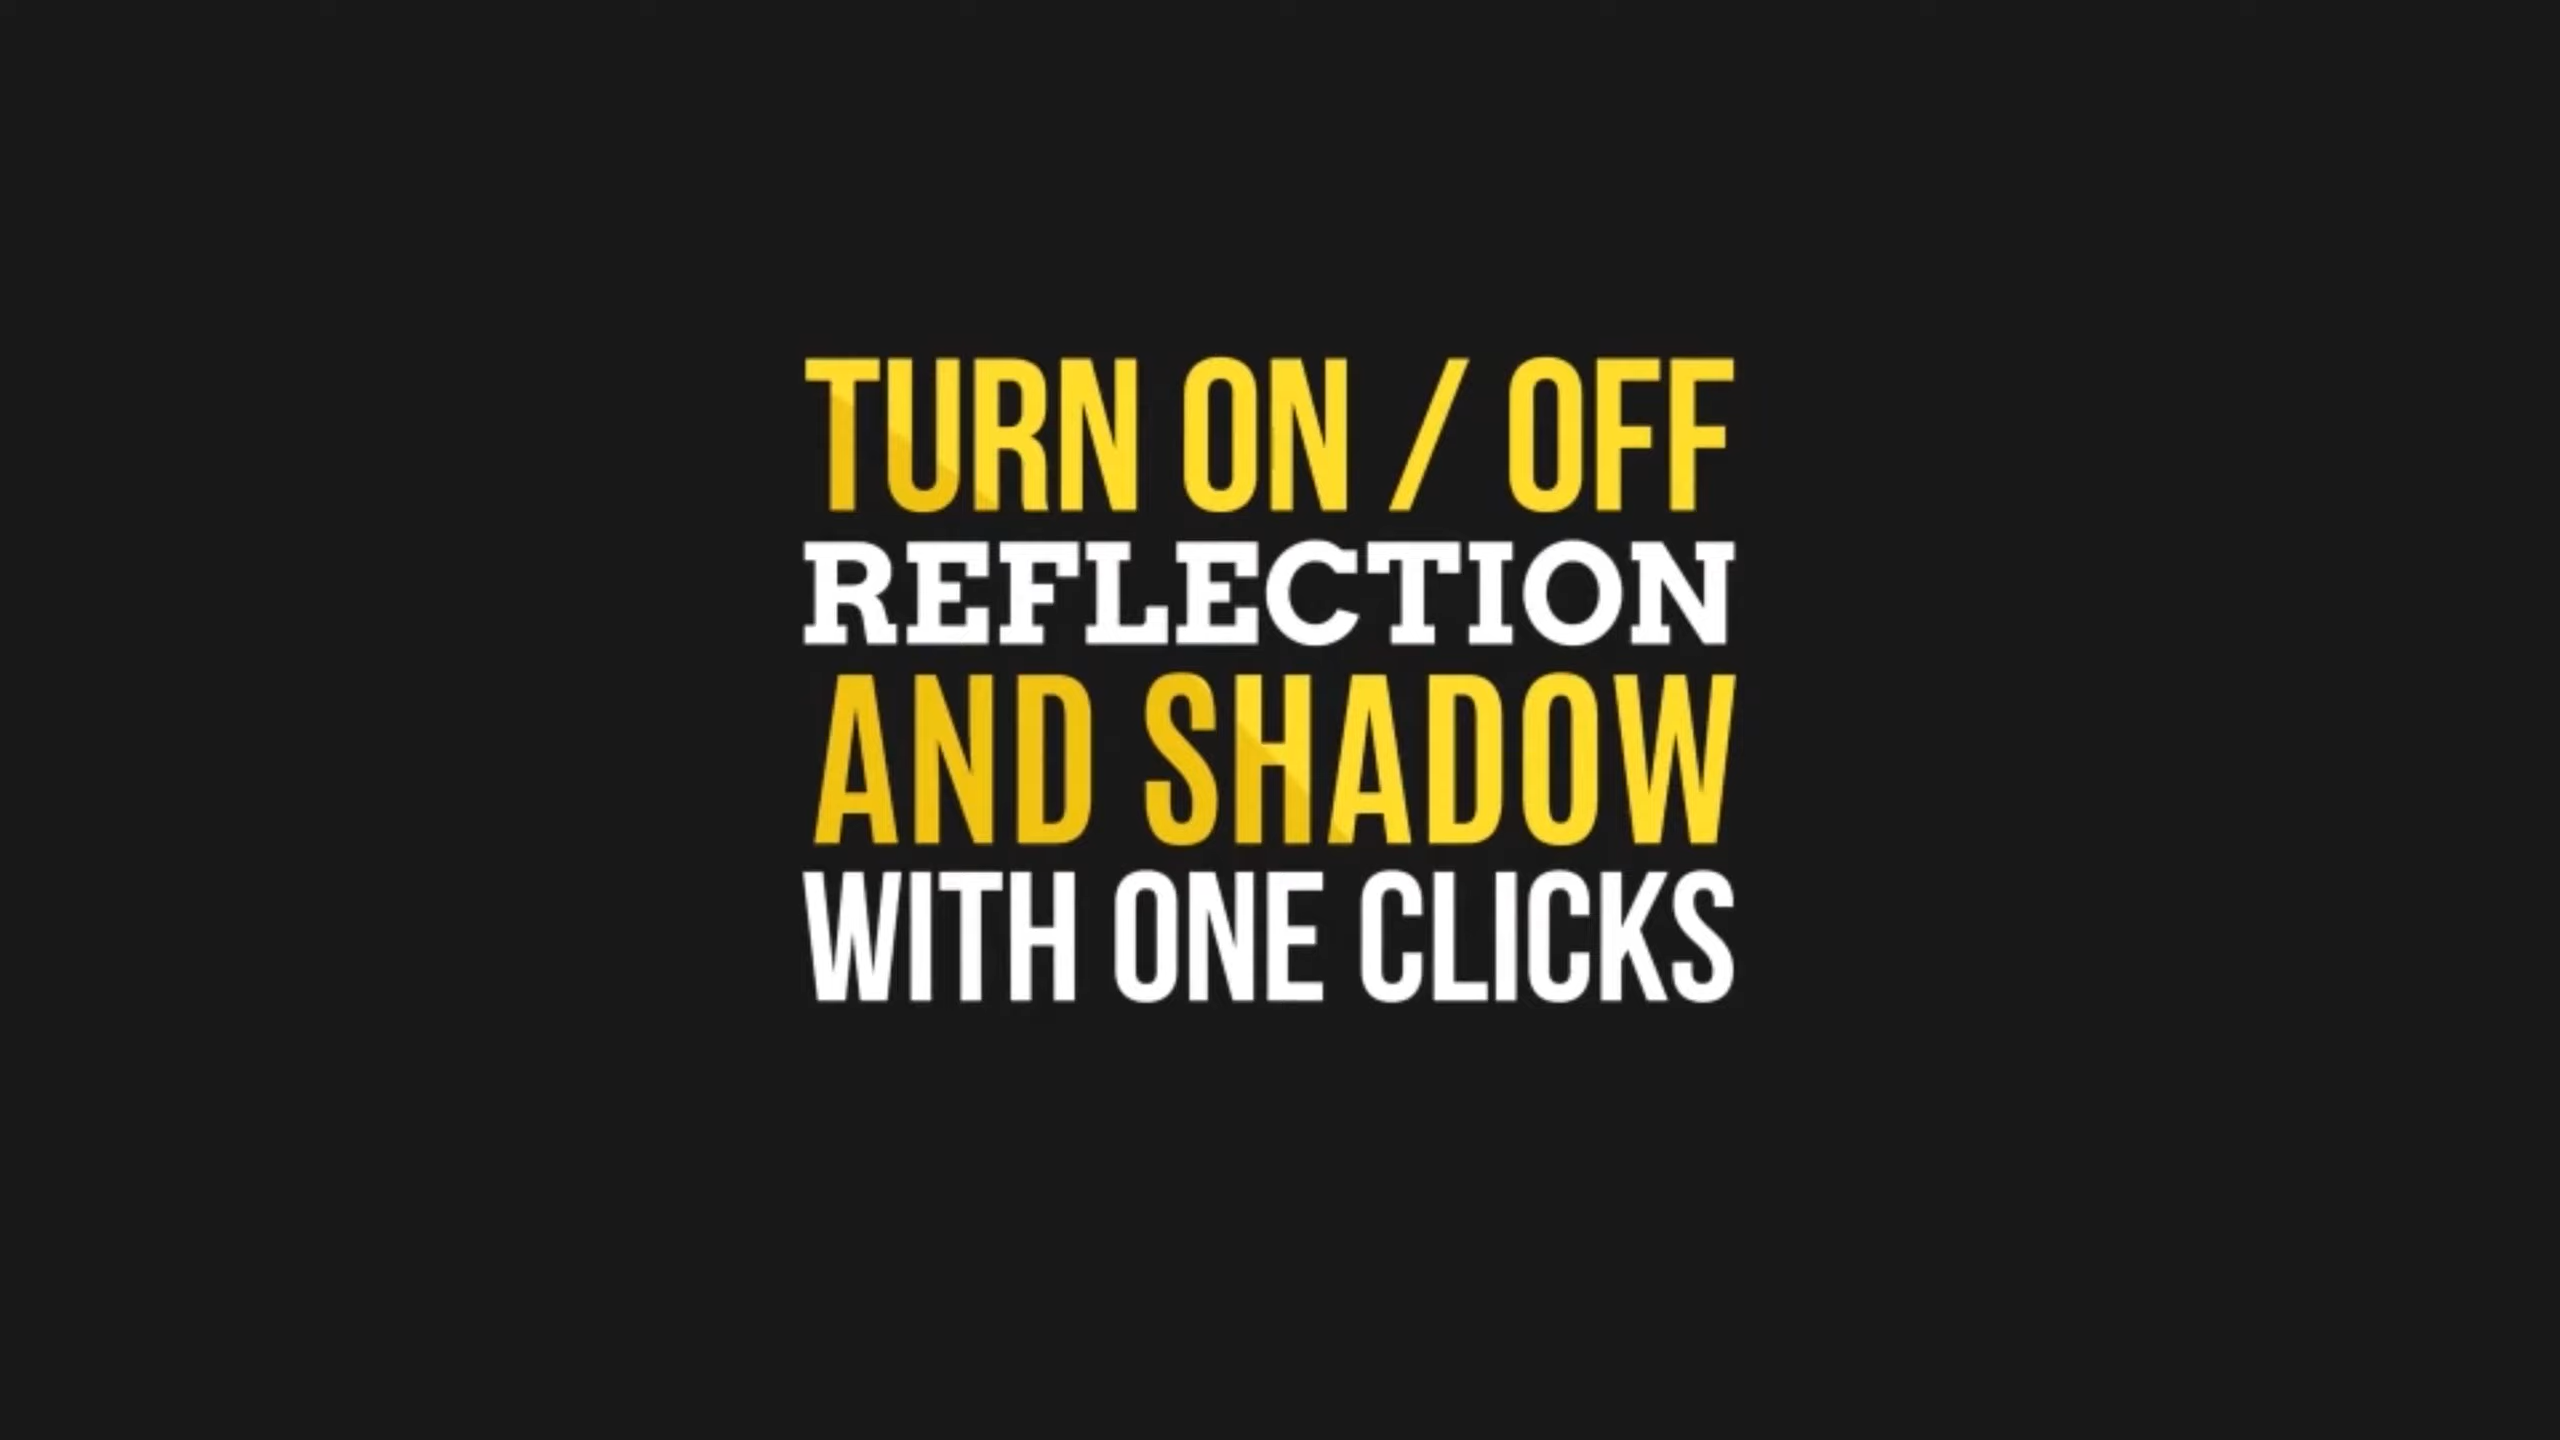 TURN ON / OFF
REFLECTION
AND SHADOW
WITH ONE CLICKS